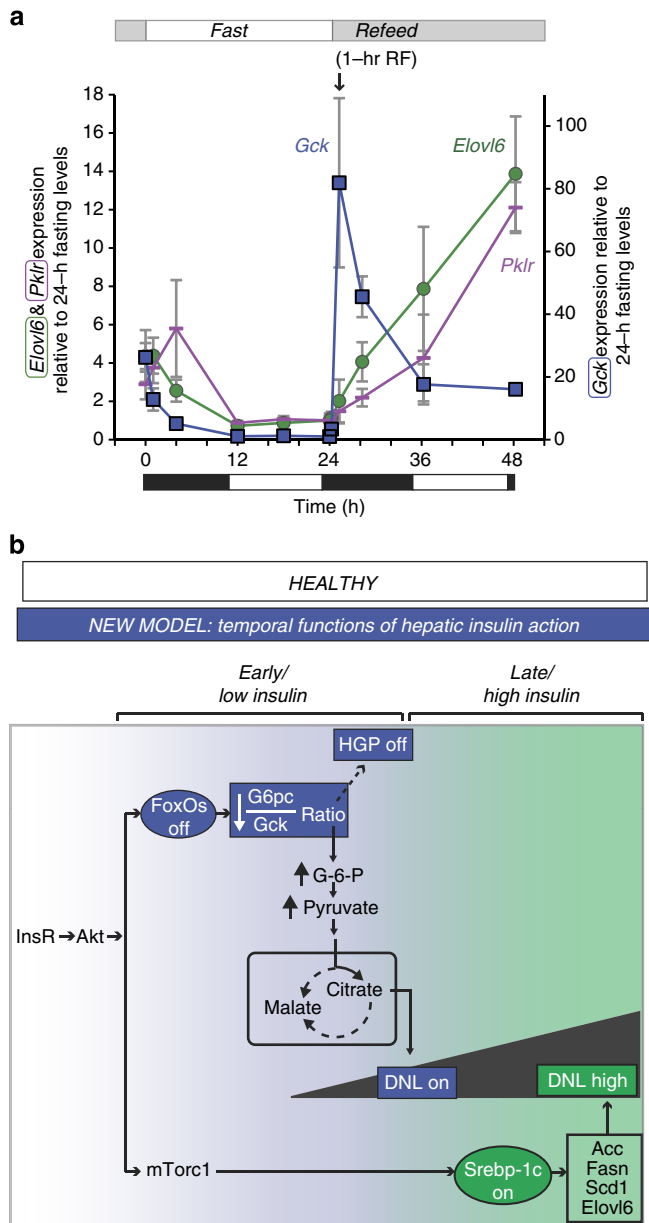 a
Fast
Refeed
(1–hr RF)
18
16
14
12
10
8
6
4
2
0
Elovl6 & Pklr expression
relative to 24–h fasting levels
Gck
Elovl6
Pklr
100
80
60
40
20
0
Gck expression relative to
24–h fasting levels
0
12
24
36
48
Time (h)
b
HEALTHY
NEW MODEL: temporal functions of hepatic insulin action
Early/
low insulin
Late/
high insulin
HGP off
FoxOs
off
G6pc
Gck
Ratio
G-6-P
Pyruvate
InsR
Akt
Citrate
Malate
DNL on
DNL high
mTorc1
Srebp-1c
on
Acc
Fasn
Scd1
Elovl6